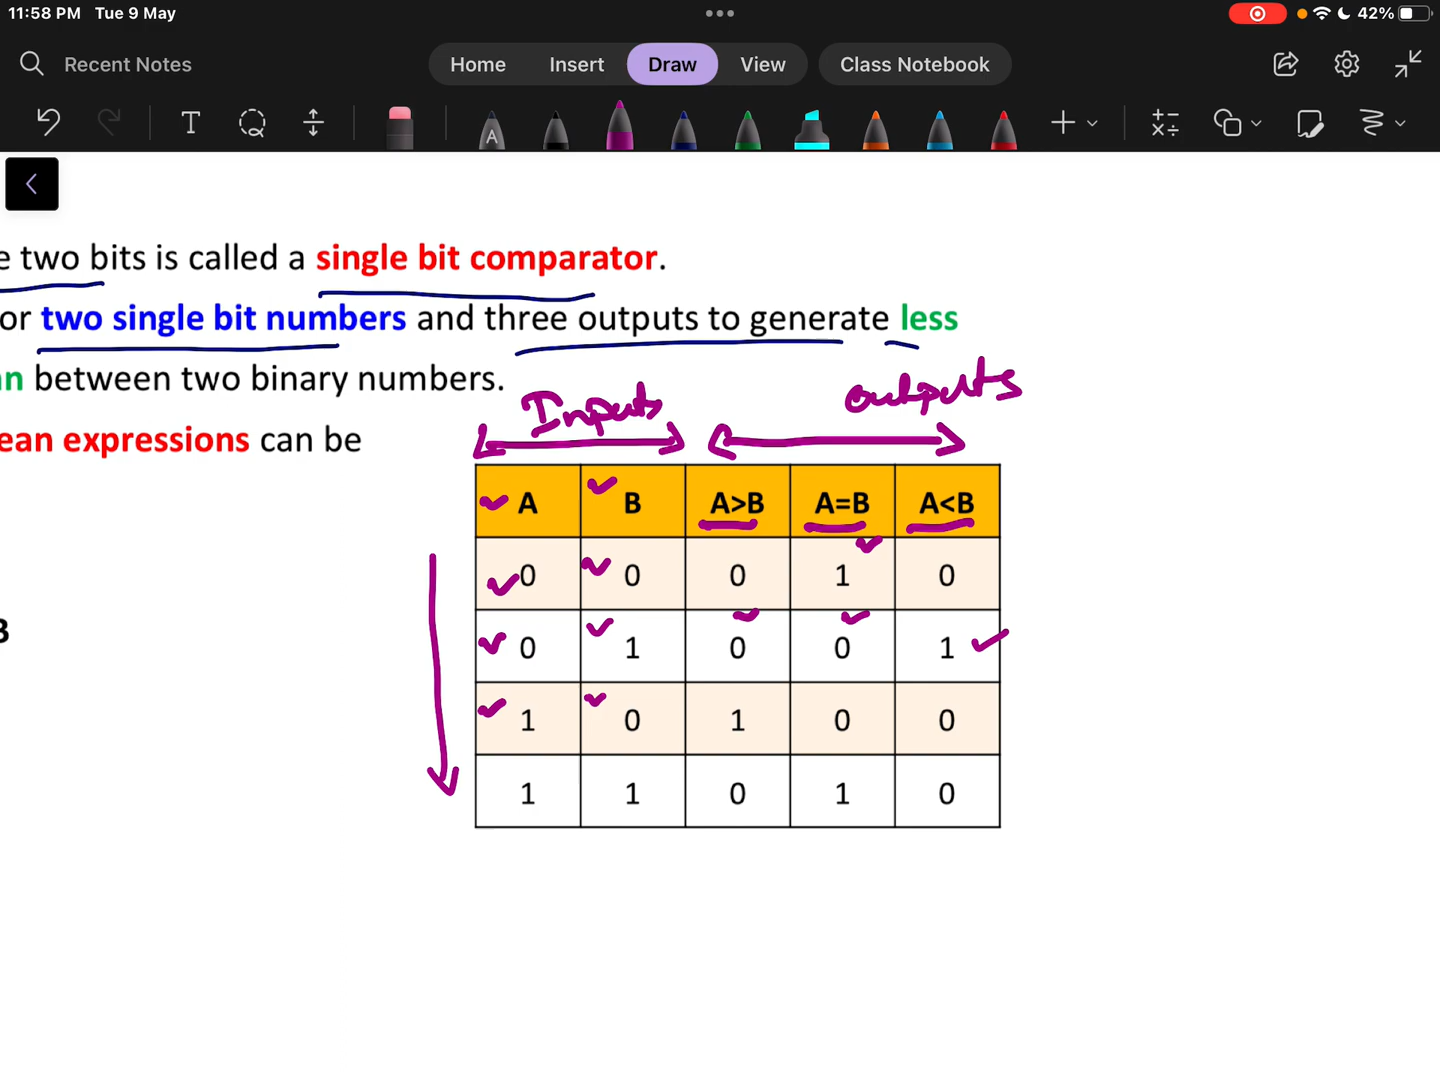 11:58 PM Tue 9 May
42%
Recent Notes
Home Insert Draw View Class Notebook
T
A
e two bits is called a single bit comparator.
or two single bit numbers and three outputs to generate less
an between two binary numbers.
Inputs outputs
ean expressions can be
A B A>B A=B A<B
0 0 0 1 0
B
0 1 0 0 1
1 0 1 0 0
1 1 0 1 0